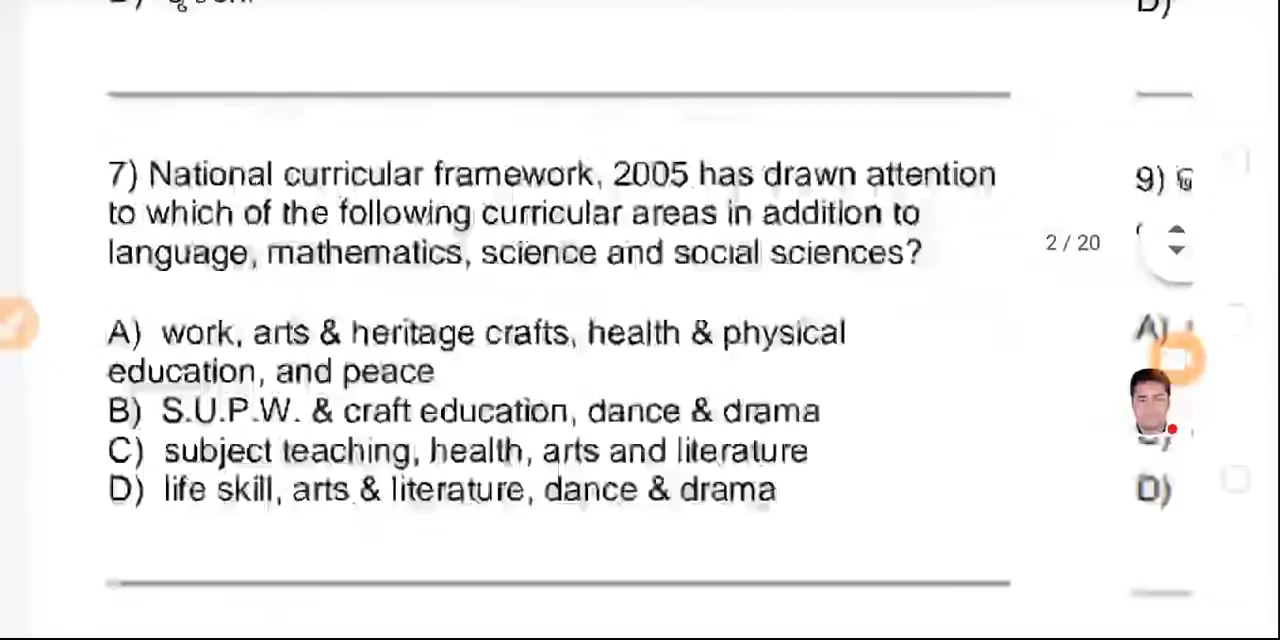 7) National curricular framework, 2005 has drawn attention
to which of the following curricular areas in addition to
language, mathematics, science and social sciences?
A) work, arts & heritage crafts, health & physical
education, and peace
B) S.U.P.W. & craft education, dance & drama
C) subject teaching, health, arts and literature
D) life skill, arts & literature, dance & drama
2 / 20
D)
9)
A)
D)